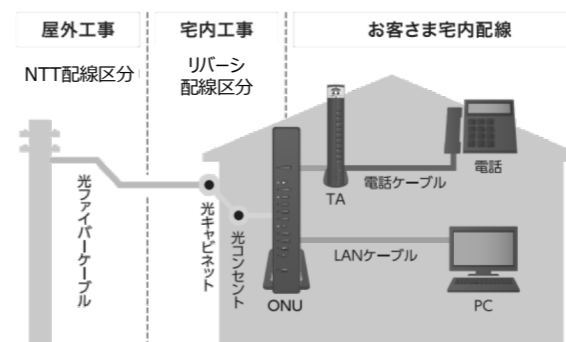 屋外工事
宅内工事
お客さま宅内配線
NTT配線区分
リバーシ
配線区分
光ファイバーケーブル
光キャビネット
光コンセント
ONU
TA
電話ケーブル
電話
LANケーブル
PC